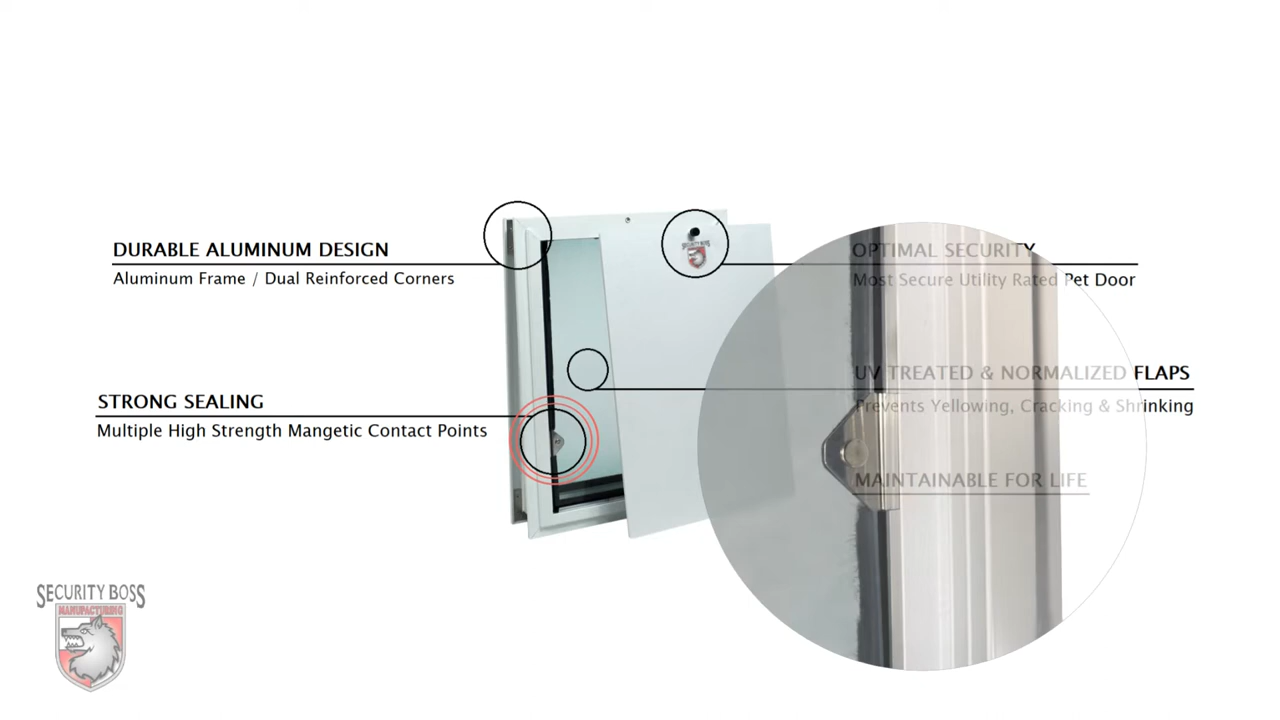 DURABLE ALUMINUM DESIGN
Aluminum Frame / Dual Reinforced Corners
STRONG SEALING
Multiple High Strength Mangetic Contact Points
SECURITY BOSS
OPTIMAL SECURITY
Most Secure Utility Rated Pet Door
UV TREATED & NORMALIZED FLAPS
Prevents Yellowing, Cracking & Shrinking
MAINTAINABLE FOR LIFE
SECURITY BOSS
MANUFACTURING